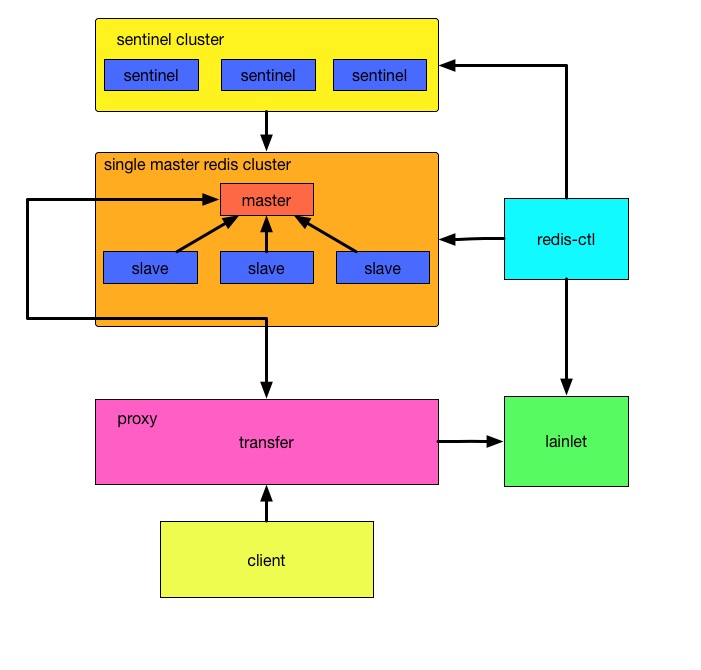 sentinel cluster
sentinel sentinel sentinel
single master redis cluster
master
redis-ctl
slave slave slave
proxy
transfer
lainlet
client